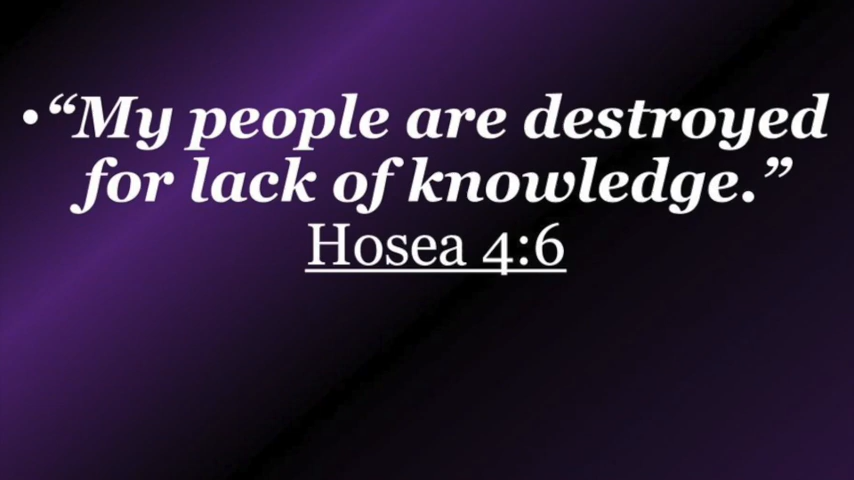 •“My people are destroyed
for lack of knowledge.”
Hosea 4:6